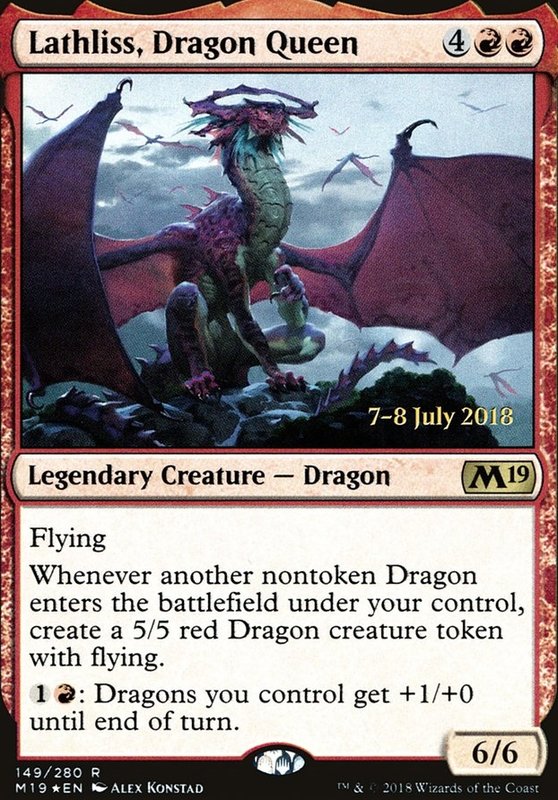 Lathliss, Dragon Queen 4
7–8 July 2018
Legendary Creature — Dragon M19
Flying
Whenever another nontoken Dragon
enters the battlefield under your control,
create a 5/5 red Dragon creature token
with flying.
1 : Dragons you control get +1/+0
until end of turn.
6/6
149/280 R
M19 ★ EN ALEX KONSTAD ™ & © 2018 Wizards of the Coast